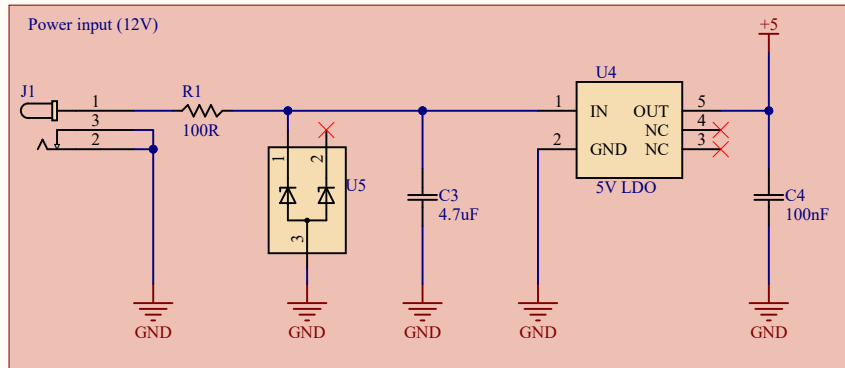 Power input (12V)
+5
J1
1
3
2
R1
100R
1
2
3
U5
C3
4.7uF
U4
1
IN
OUT
5
NC
4
2
GND
NC
3
5V LDO
C4
100nF
GND
GND
GND
GND
GND